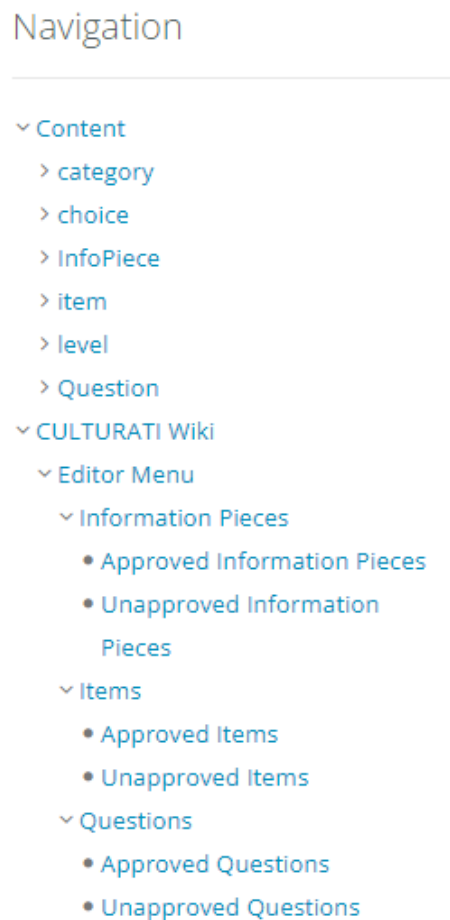 Navigation
Content
category
choice
InfoPiece
item
level
Question
CULTURATI Wiki
Editor Menu
Information Pieces
Approved Information Pieces
Unapproved Information
Pieces
Items
Approved Items
Unapproved Items
Questions
Approved Questions
Unapproved Questions